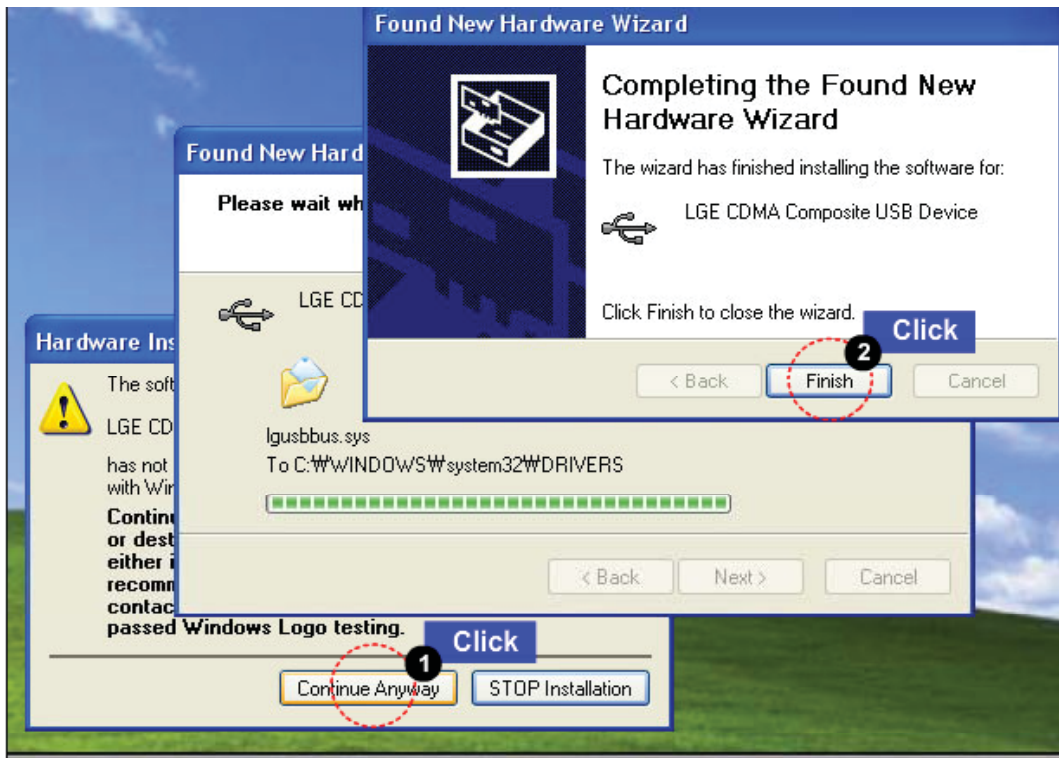 Found New Hardware Wizard
Completing the Found New
Hardware Wizard
The wizard has finished installing the software for:
LGE CDMA Composite USB Device
Click Finish to close the wizard.
Click
2
< Back
Finish
Cancel
Found New Hard
Please wait wh
LGE CD
lgusbbus.sys
To C:₩WINDOWS₩system32₩DRIVERS
< Back
Next >
Cancel
Hardware Ins
The soft
LGE CD
has not
with Win
Continu
or dest
either i
recomm
contac
passed Windows Logo testing.
Click
1
Continue Anyway
STOP Installation